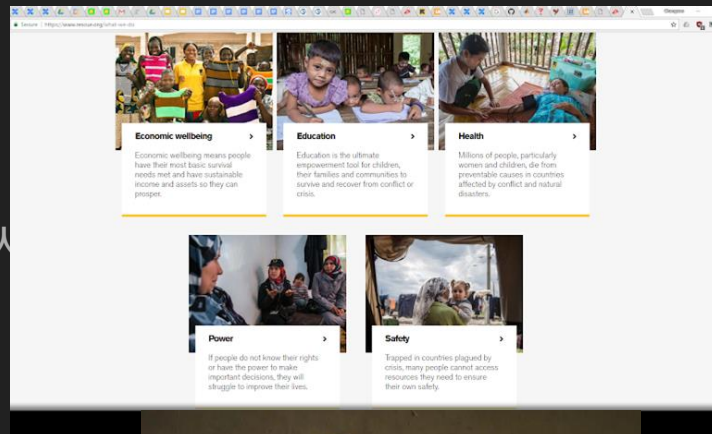 Secure | https://www.rescue.org/what-we-do
Economic wellbeing >
Economic wellbeing means people
have their most basic survival
needs met and have sustainable
income and assets so they can
prosper.
Education >
Education is the ultimate
empowerment tool for children,
their families and communities to
survive and recover from conflict or
crisis.
Health >
Millions of people, particularly
women and children, die from
preventable causes in countries
affected by conflict and natural
disasters.
Power >
If people do not know their rights
or have the power to make
important decisions, they will
struggle to improve their lives.
Safety >
Trapped in countries plagued by
crisis, many people cannot access
resources they need to ensure
their own safety.